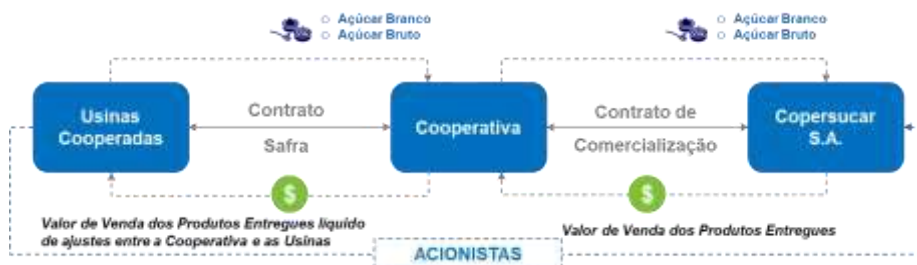 Açúcar Branco
Açúcar Bruto
Açúcar Branco
Açúcar Bruto
Usinas
Cooperadas
Contrato
Safra
Cooperativa
Contrato de
Comercialização
Copersucar
S.A.
$
$
Valor de Venda dos Produtos Entregues líquido
de ajustes entre a Cooperativa e as Usinas
Valor de Venda dos Produtos Entregues
ACIONISTAS